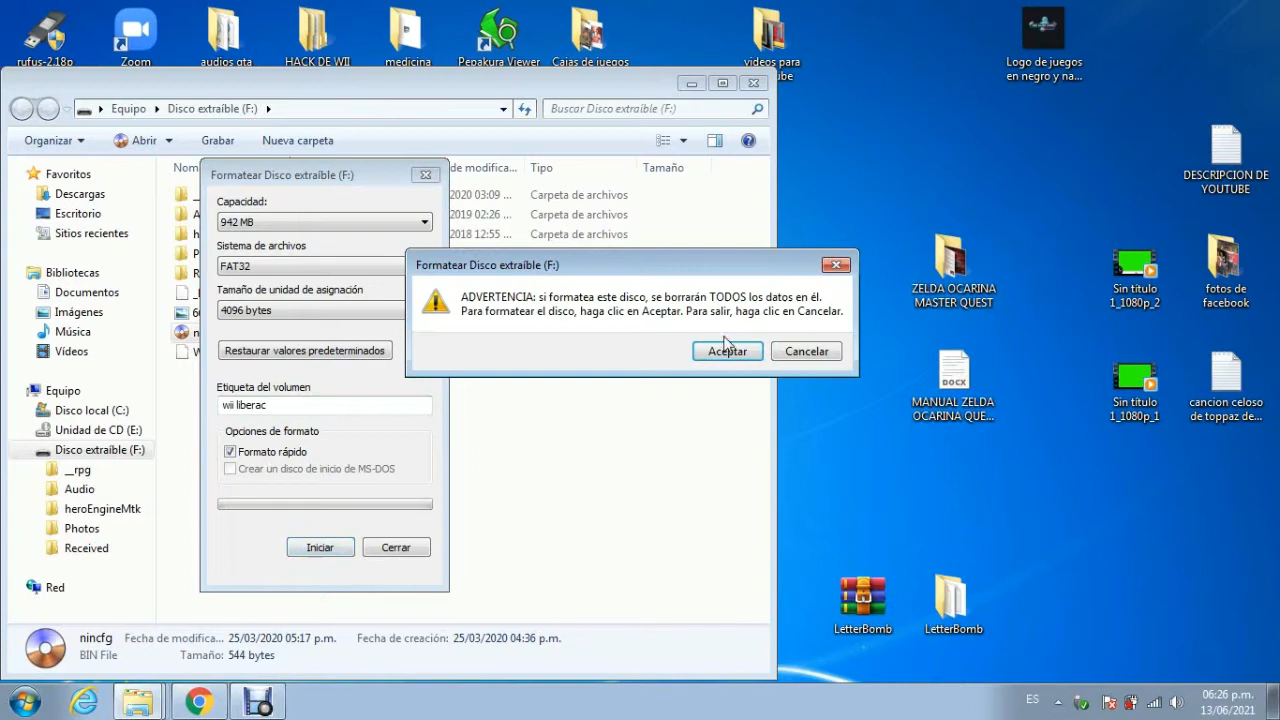 rufus-2.18p
Zoom
audios gta
HACK DE WII
medicina
Pepakura Viewer
Cajas de juegos
videos para
Logo de juegos
en negro y na...
Equipo
Disco extraíble (F:)
Buscar Disco extraíble (F:)
Organizar
Abrir
Grabar
Nueva carpeta
Favoritos
Descargas
Escritorio
Sitios recientes
Bibliotecas
Documentos
Imágenes
Música
Vídeos
Equipo
Disco local (C:)
Unidad de CD (E:)
Disco extraíble (F:)
__rpg
Audio
heroEngineMtk
Photos
Received
Red
de modifica...
Tipo
Tamaño
2020 03:09 ...
Carpeta de archivos
2019 02:26 ...
Carpeta de archivos
2018 12:55 ...
Carpeta de archivos
Formatear Disco extraíble (F:)
Capacidad:
942 MB
Sistema de archivos
FAT32
Tamaño de unidad de asignación
4096 bytes
Restaurar valores predeterminados
Etiqueta del volumen
wii liberac
Opciones de formato
Formato rápido
Crear un disco de inicio de MS-DOS
Iniciar
Cerrar
Formatear Disco extraíble (F:)
ADVERTENCIA: si formatea este disco, se borrarán TODOS los datos en él.
Para formatear el disco, haga clic en Aceptar. Para salir, haga clic en Cancelar.
Aceptar
Cancelar
DESCRIPCION DE
YOUTUBE
ZELDA OCARINA
MASTER QUEST
Sin título
1_1080p_2
fotos de
facebook
DOCX
MANUAL ZELDA
OCARINA QUE...
Sin título
1_1080p_1
cancion celoso
de toppaz de...
LetterBomb
LetterBomb
nincfg
Fecha de modifica...
25/03/2020 05:17 p.m.
Fecha de creación:
25/03/2020 04:36 p.m.
BIN File
Tamaño:
544 bytes
ES
06:26 p.m.
13/06/2021